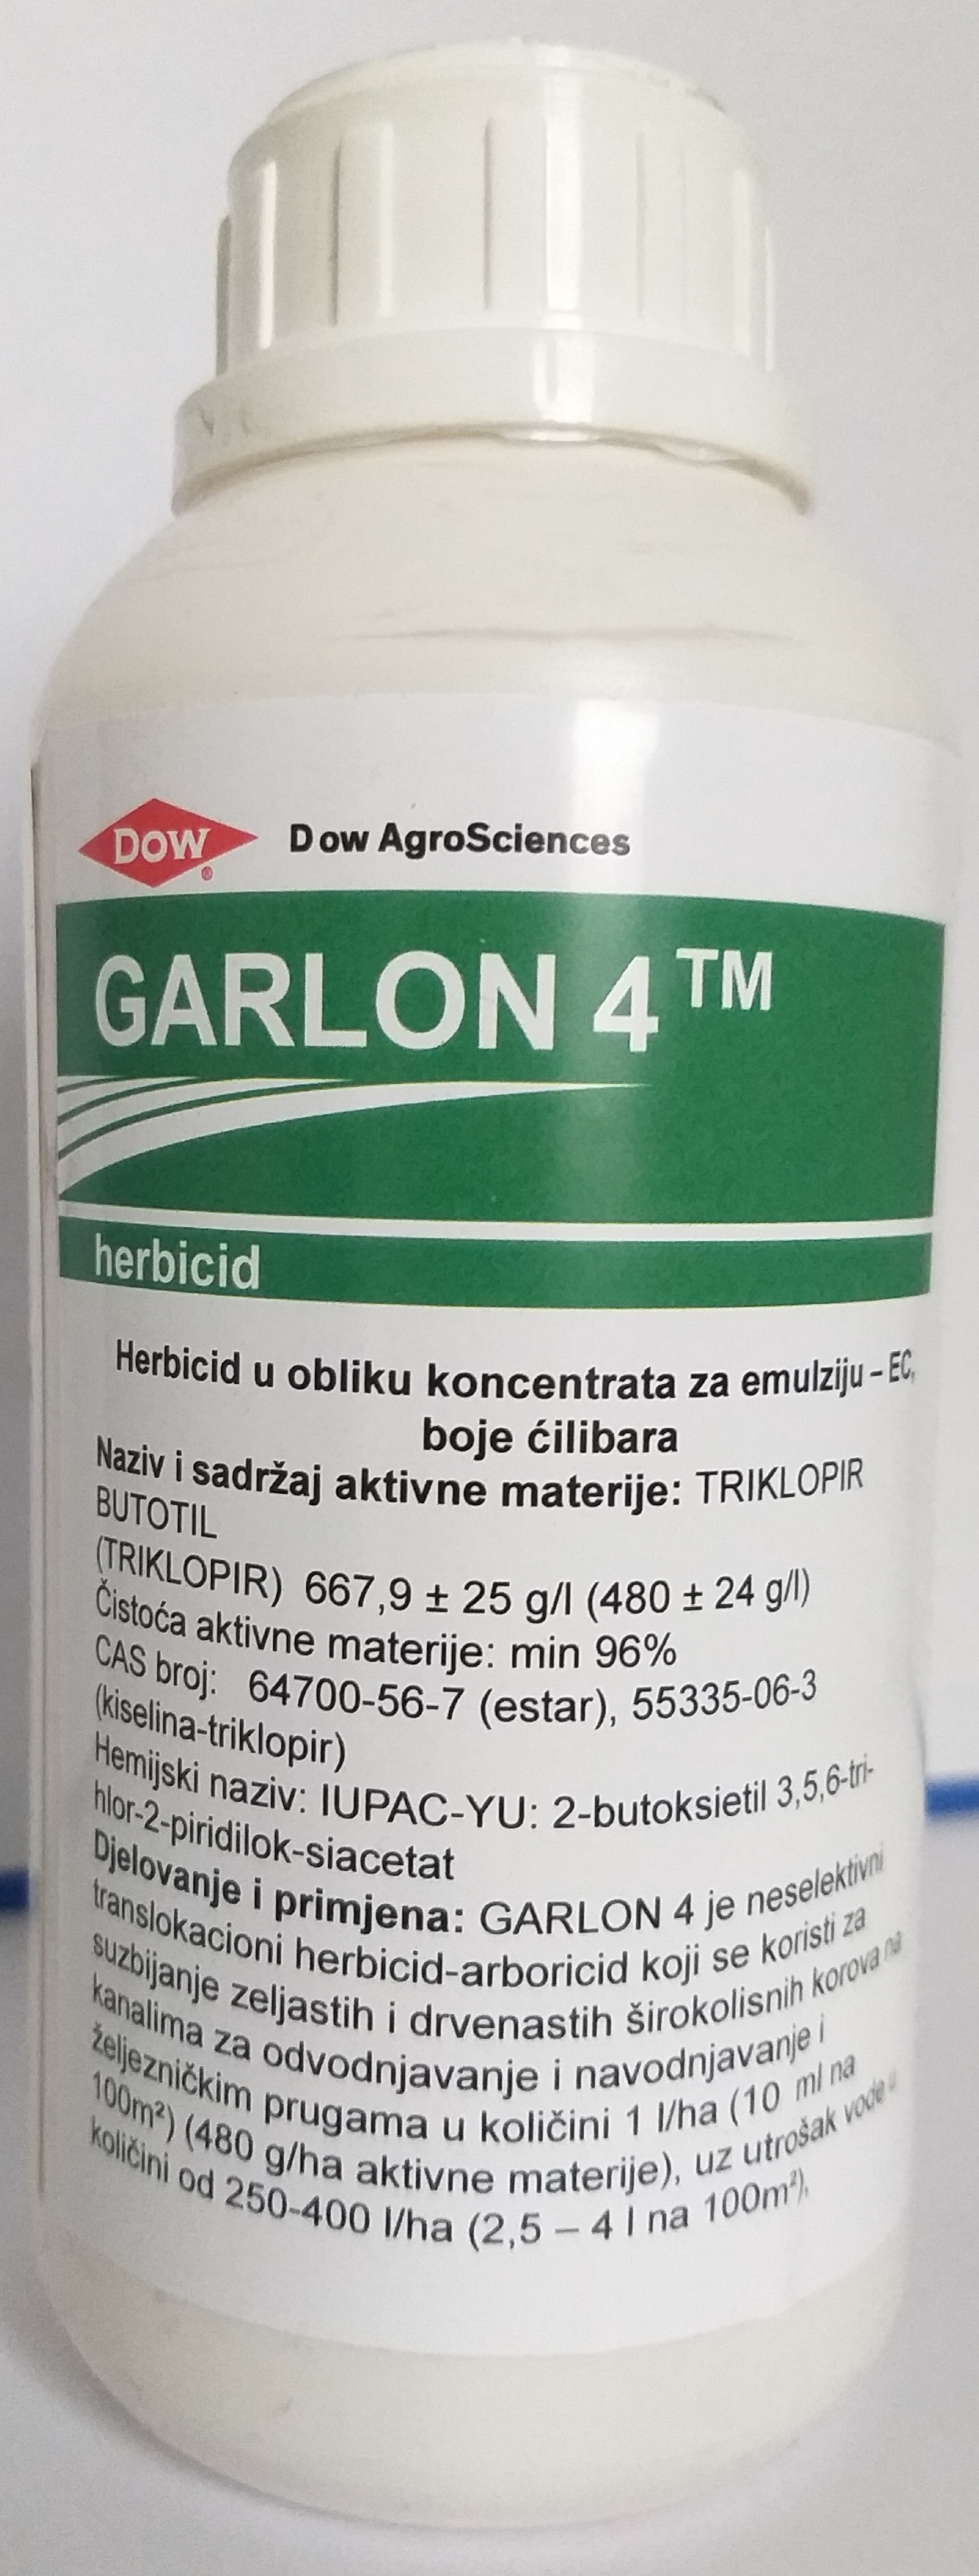 DOW
Dow AgroSciences
GARLON 4™
herbicid
Herbicid u obliku koncentrata za emulziju – EC,
boje ćilibara
Naziv i sadržaj aktivne materije: TRIKLOPIR
BUTOTIL
(TRIKLOPIR) 667,9 ± 25 g/l (480 ± 24 g/l)
Čistoća aktivne materije: min 96%
CAS broj: 64700-56-7 (estar), 55335-06-3
(kiselina-triklopir)
Hemijski naziv: IUPAC-YU: 2-butoksietil 3,5,6-tri-
hlor-2-piridilok-siacetat
Djelovanje i primjena: GARLON 4 je neselektivni
translokacioni herbicid-arboricid koji se koristi za
suzbijanje zeljastih i drvenastih širokolisnih korova na
kanalima za odvodnjavanje i navodnjavanje i
željezničkim prugama u količini 1 l/ha (10 ml na
100m²) (480 g/ha aktivne materije), uz utrošak vode u
količini od 250-400 l/ha (2,5 – 4 l na 100m²).